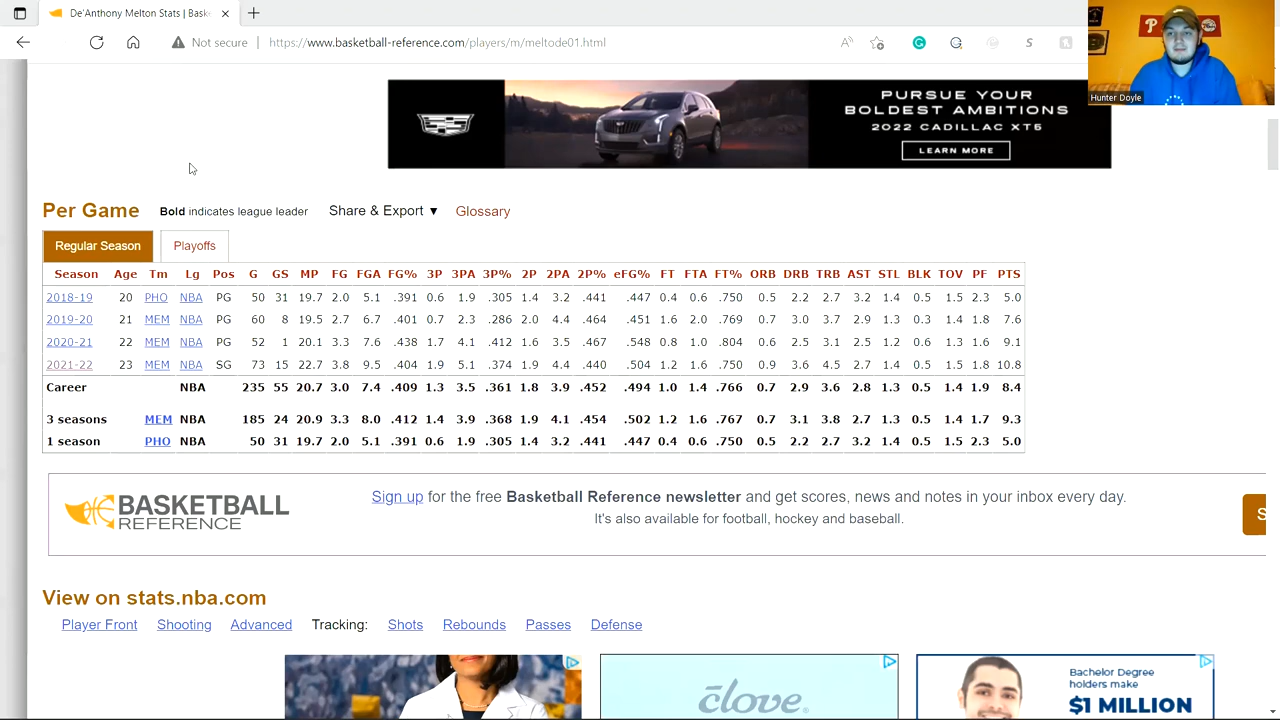 De'Anthony Melton Stats | Bask
Not secure https://www.basketball-reference.com/players/m/meltode01.html
Hunter Doyle
PURSUE YOUR
BOLDEST AMBITIONS
2022 CADILLAC XT5
LEARN MORE
Per Game Bold indicates league leader Share & Export ▼ Glossary
Regular Season Playoffs
Season Age Tm Lg Pos G GS MP FG FGA FG% 3P 3PA 3P% 2P 2PA 2P% eFG% FT FTA FT% ORB DRB TRB AST STL BLK TOV PF PTS
2018-19 20 PHO NBA PG 50 31 19.7 2.0 5.1 .391 0.6 1.9 .305 1.4 3.2 .441 .447 0.4 0.6 .750 0.5 2.2 2.7 3.2 1.4 0.5 1.5 2.3 5.0
2019-20 21 MEM NBA PG 60 8 19.5 2.7 6.7 .401 0.7 2.3 .286 2.0 4.4 .464 .451 1.6 2.0 .769 0.7 3.0 3.7 2.9 1.3 0.3 1.4 1.8 7.6
2020-21 22 MEM NBA PG 52 1 20.1 3.3 7.6 .438 1.7 4.1 .412 1.6 3.5 .467 .548 0.8 1.0 .804 0.6 2.5 3.1 2.5 1.2 0.6 1.3 1.6 9.1
2021-22 23 MEM NBA SG 73 15 22.7 3.8 9.5 .404 1.9 5.1 .374 1.9 4.4 .440 .504 1.2 1.6 .750 0.9 3.6 4.5 2.7 1.4 0.5 1.5 1.8 10.8
Career NBA 235 55 20.7 3.0 7.4 .409 1.3 3.5 .361 1.8 3.9 .452 .494 1.0 1.4 .766 0.7 2.9 3.6 2.8 1.3 0.5 1.4 1.9 8.4
3 seasons MEM NBA 185 24 20.9 3.3 8.0 .412 1.4 3.9 .368 1.9 4.1 .454 .502 1.2 1.6 .767 0.7 3.1 3.8 2.7 1.3 0.5 1.4 1.7 9.3
1 season PHO NBA 50 31 19.7 2.0 5.1 .391 0.6 1.9 .305 1.4 3.2 .441 .447 0.4 0.6 .750 0.5 2.2 2.7 3.2 1.4 0.5 1.5 2.3 5.0
BASKETBALL
REFERENCE
Sign up for the free Basketball Reference newsletter and get scores, news and notes in your inbox every day.
It's also available for football, hockey and baseball.
S
View on stats.nba.com
Player Front Shooting Advanced Tracking: Shots Rebounds Passes Defense
clove
Bachelor Degree
holders make
$1 MILLION